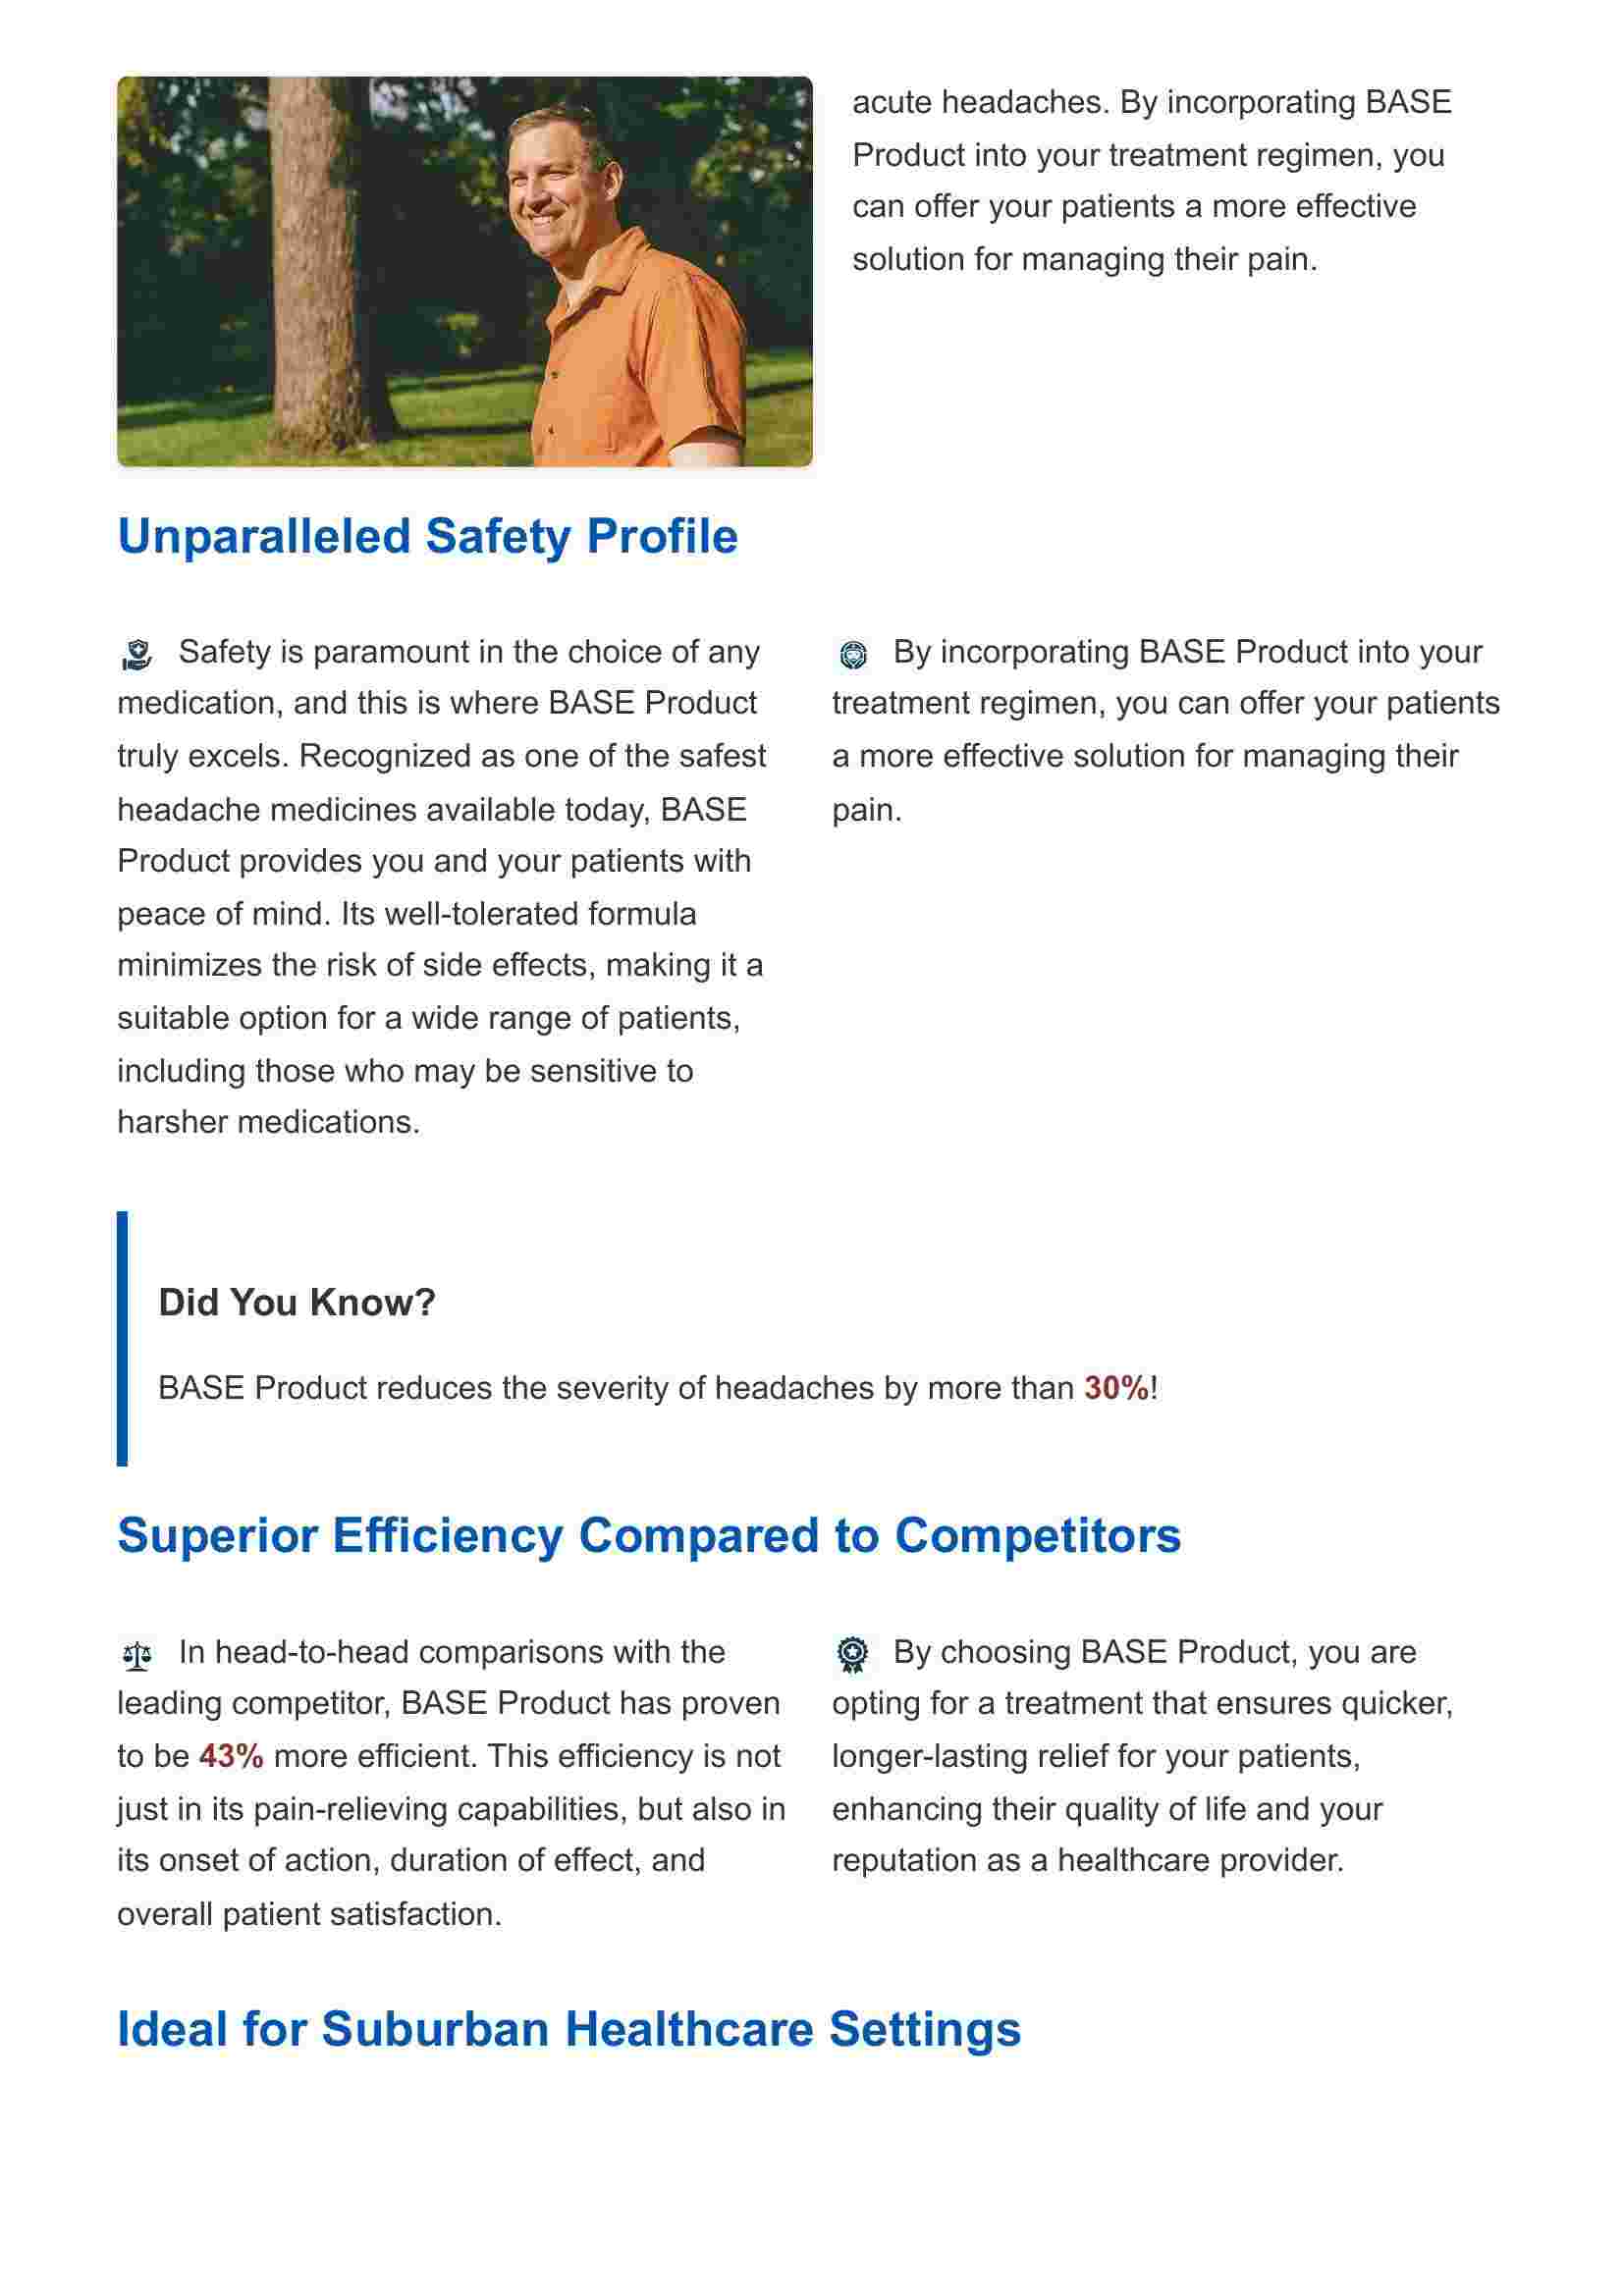 acute headaches. By incorporating BASE
Product into your treatment regimen, you
can offer your patients a more effective
solution for managing their pain.
Unparalleled Safety Profile
Safety is paramount in the choice of any
medication, and this is where BASE Product
truly excels. Recognized as one of the safest
headache medicines available today, BASE
Product provides you and your patients with
peace of mind. Its well-tolerated formula
minimizes the risk of side effects, making it a
suitable option for a wide range of patients,
including those who may be sensitive to
harsher medications.
By incorporating BASE Product into your
treatment regimen, you can offer your patients
a more effective solution for managing their
pain.
Did You Know?
BASE Product reduces the severity of headaches by more than 30%!
Superior Efficiency Compared to Competitors
In head-to-head comparisons with the
leading competitor, BASE Product has proven
to be 43% more efficient. This efficiency is not
just in its pain-relieving capabilities, but also in
its onset of action, duration of effect, and
overall patient satisfaction.
By choosing BASE Product, you are
opting for a treatment that ensures quicker,
longer-lasting relief for your patients,
enhancing their quality of life and your
reputation as a healthcare provider.
Ideal for Suburban Healthcare Settings